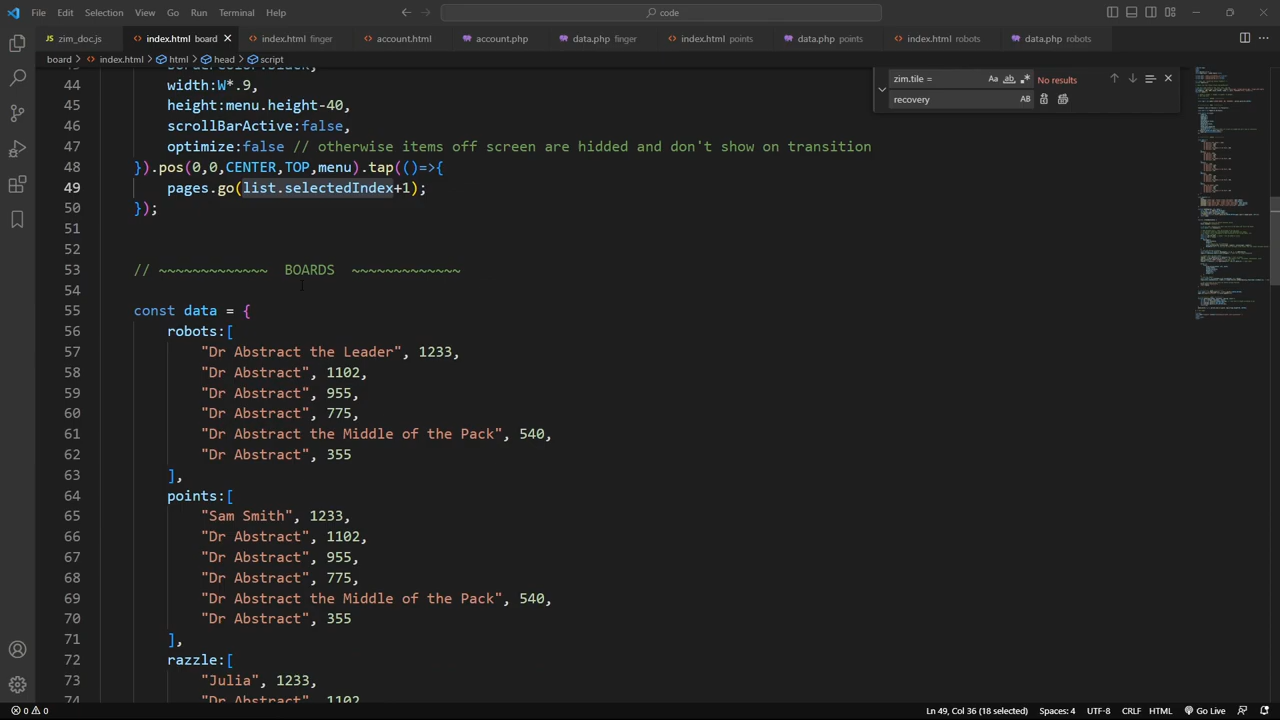 File Edit Selection View Go Run Terminal Help
code
zim_doc.js index.html board index.html finger account.html account.php data.php finger index.html points data.php points index.html robots data.php robots
board > index.html > html > head > script
zim.tile = Aa ab No results
recovery AB
44 width:W*.9,
45 height:menu.height-40,
46 scrollBarActive:false,
47 optimize:false // otherwise items off screen are hidded and don't show on transition
48 }).pos(0,0,CENTER,TOP,menu).tap(()=>{
49 pages.go(list.selectedIndex+1);
50 });
51
52
53 // ~~~~~~~~~~~~~ BOARDS ~~~~~~~~~~~~~
54
55 const data = {
56 robots:[
57 "Dr Abstract the Leader", 1233,
58 "Dr Abstract", 1102,
59 "Dr Abstract", 955,
60 "Dr Abstract", 775,
61 "Dr Abstract the Middle of the Pack", 540,
62 "Dr Abstract", 355
63 ],
64 points:[
65 "Sam Smith", 1233,
66 "Dr Abstract", 1102,
67 "Dr Abstract", 955,
68 "Dr Abstract", 775,
69 "Dr Abstract the Middle of the Pack", 540,
70 "Dr Abstract", 355
71 ],
72 razzle:[
73 "Julia", 1233,
74 "Dr Abstract", 1102
0 0 Ln 49, Col 36 (18 selected) Spaces: 4 UTF-8 CRLF HTML Go Live